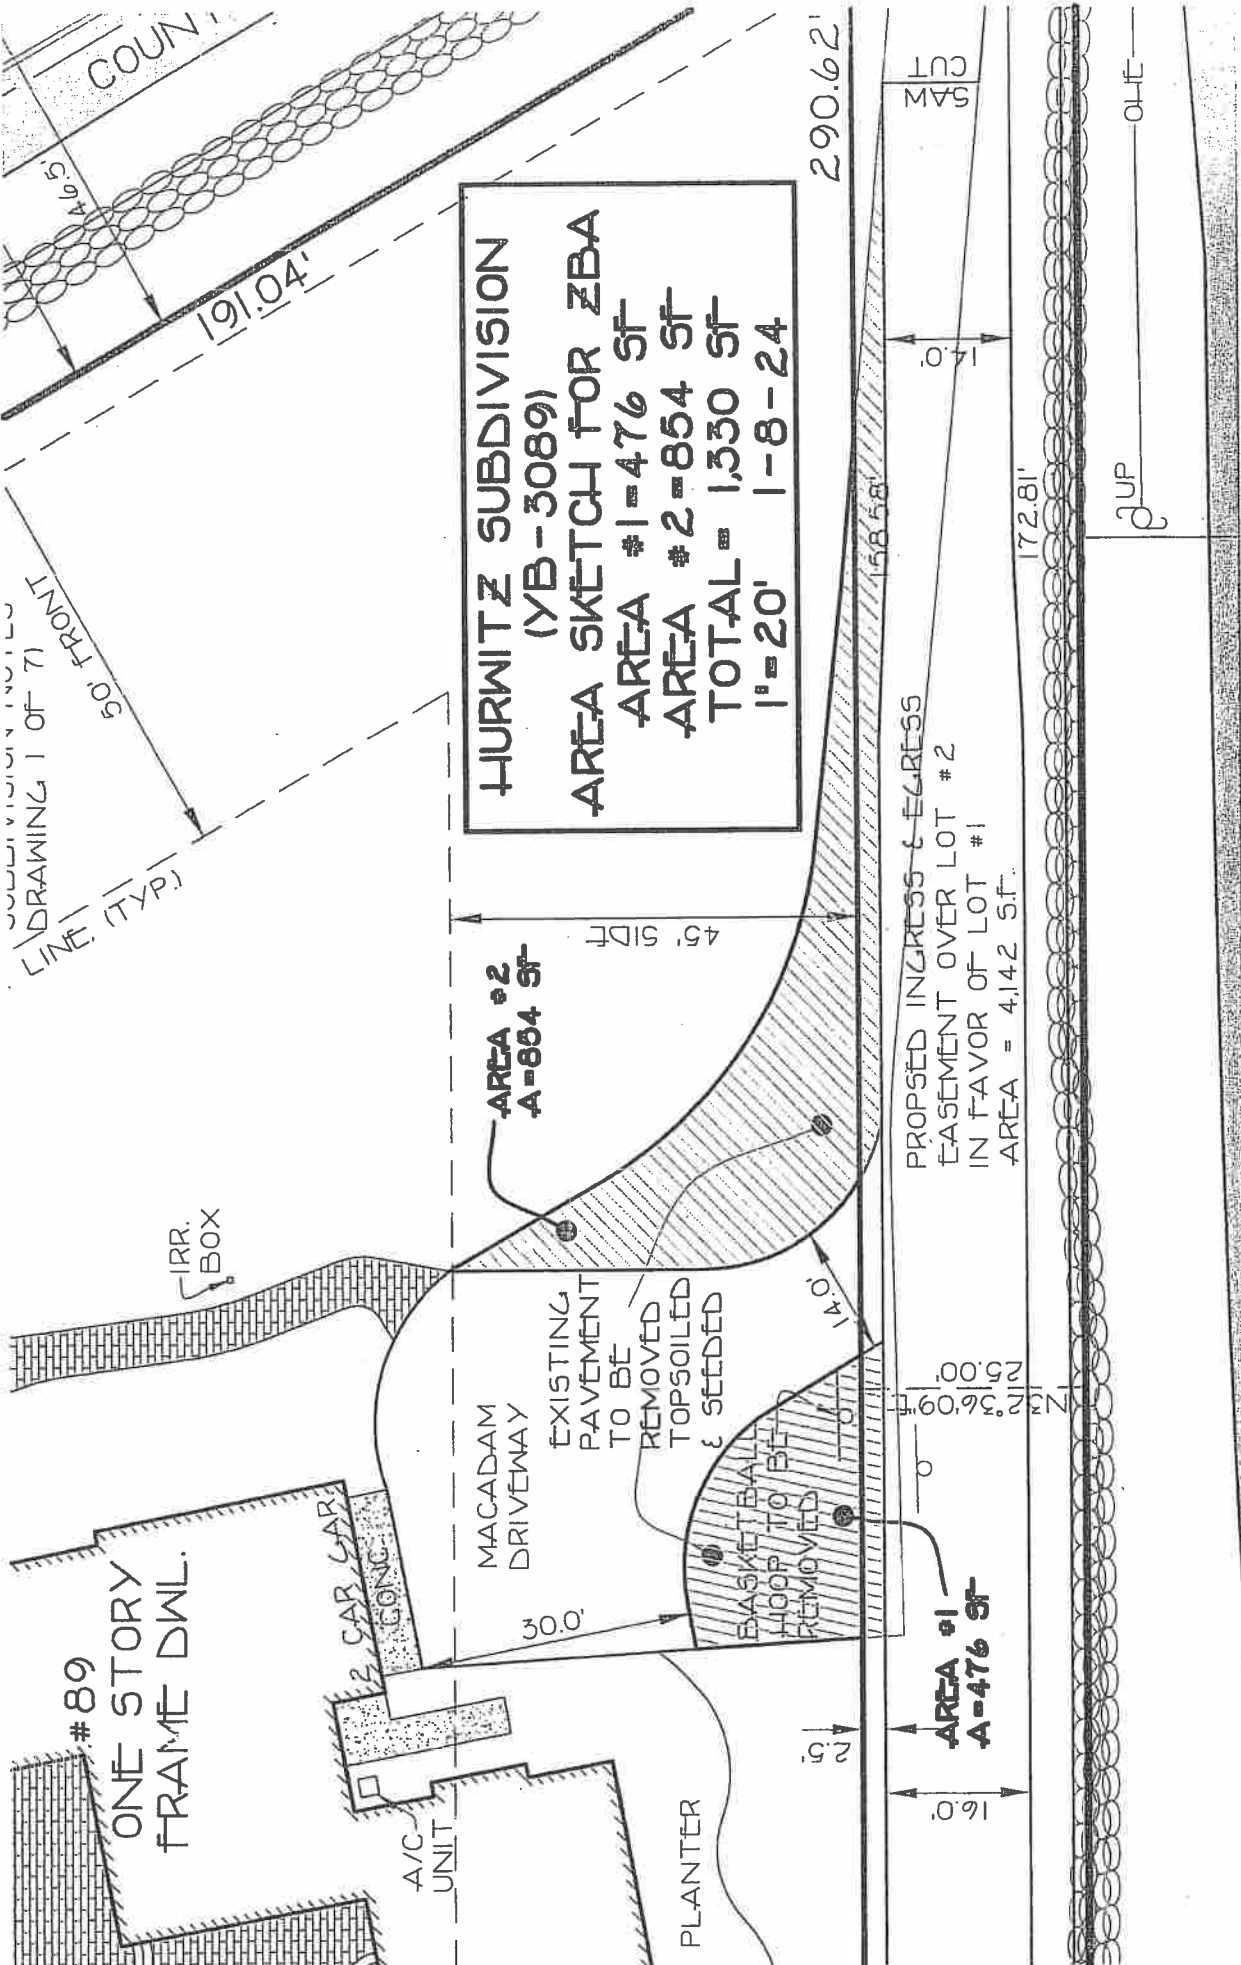 COUNT
46.5'
191.04'
DRAWING 1 OF 7)
50' FRONT
LINE, (TYP.)
HURWITZ SUBDIVISION
(YB-3089)
AREA SKETCH FOR ZBA
AREA #1=476 SF
AREA #2=854 SF
TOTAL= 1,330 SF
1"=20' 1-8-24
290.62'
SAW
CUT
14.0'
158.58'
172.81'
OHE
UP
45' SIDE
AREA #2
A=854 SF
PROPSED INGRESS & EGRESS
EASEMENT OVER LOT #2
IN FAVOR OF LOT #1
AREA = 4,142 S.F.
IRR.
BOX
EXISTING
PAVEMENT
TO BE
REMOVED
TOPSOILED
& SEEDED
14.0'
MACADAM
DRIVEWAY
BASKETBALL
HOOP TO BE
REMOVED
N32°36'09"E
25.00'
#89
ONE STORY
FRAME DWL.
2 CAR GAR.
CONC.
30.0'
AREA #1
A=476 SF
2.5'
16.0'
A/C
UNIT
PLANTER